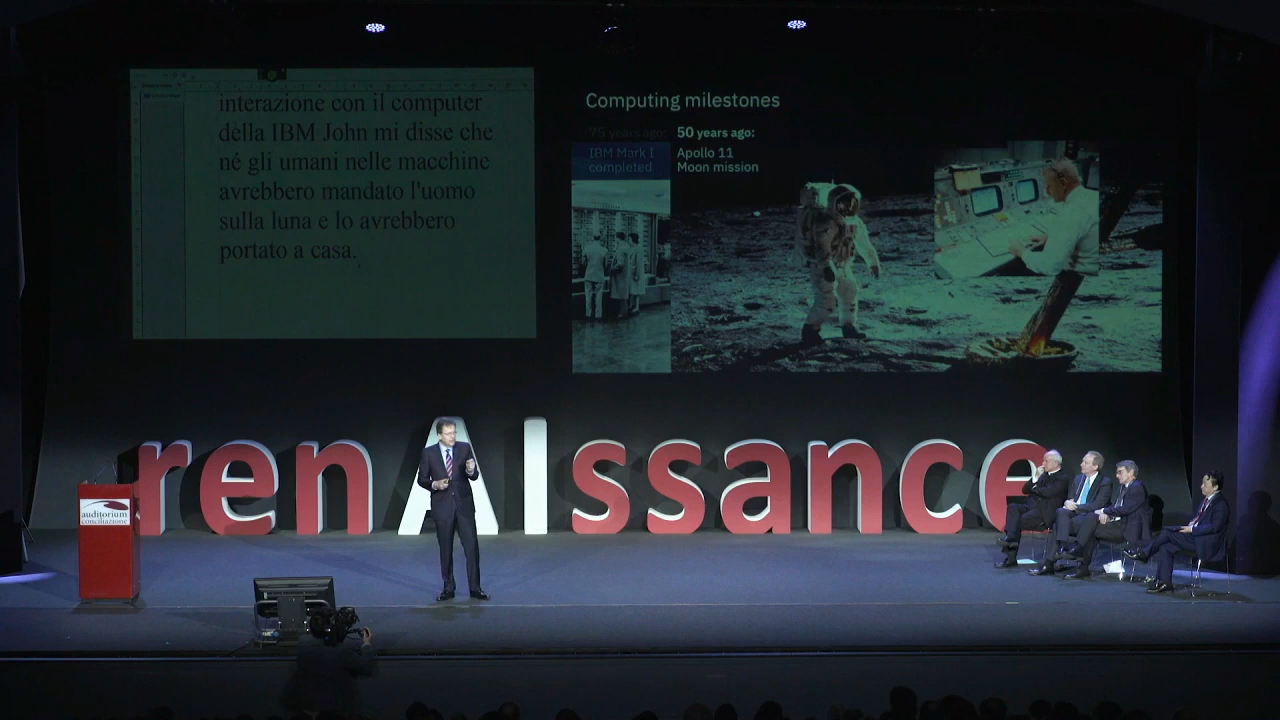 interazione con il computer
della IBM John mi disse che
né gli umani nelle macchine
avrebbero mandato l'uomo
sulla luna e lo avrebbero
portato a casa.
Computing milestones
75 years ago:
IBM Mark I
completed
50 years ago:
Apollo 11
Moon mission
renAIssance
auditorium
conciliazione